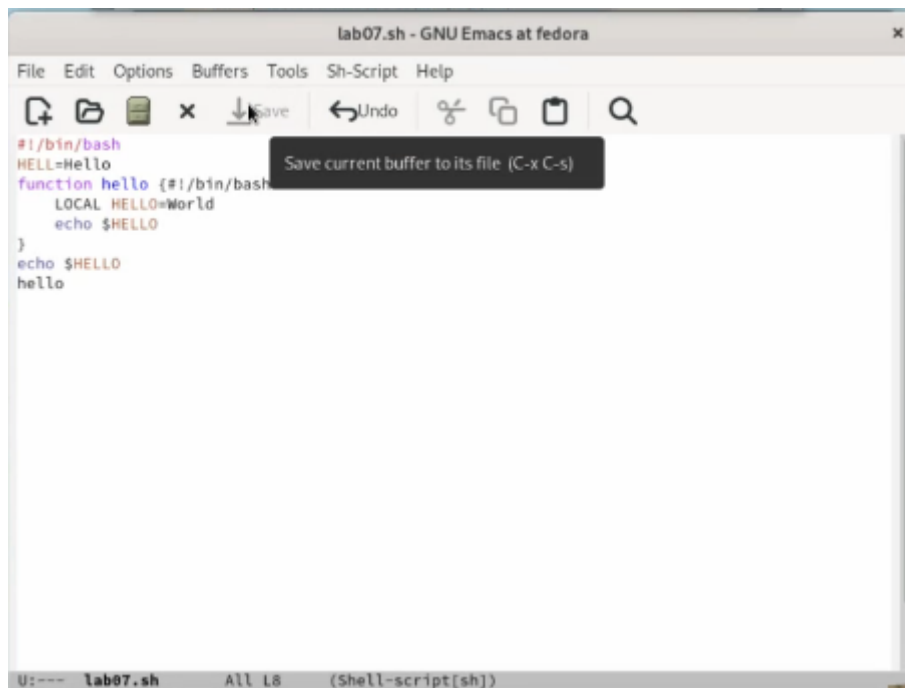 lab07.sh - GNU Emacs at fedora
File Edit Options Buffers Tools Sh-Script Help
Save Undo
#!/bin/bash
HELL=Hello
Save current buffer to its file (C-x C-s)
function hello {#!/bin/bash
LOCAL HELLO=World
echo $HELLO
}
echo $HELLO
hello
U:--- lab07.sh All L8 (Shell-script[sh])